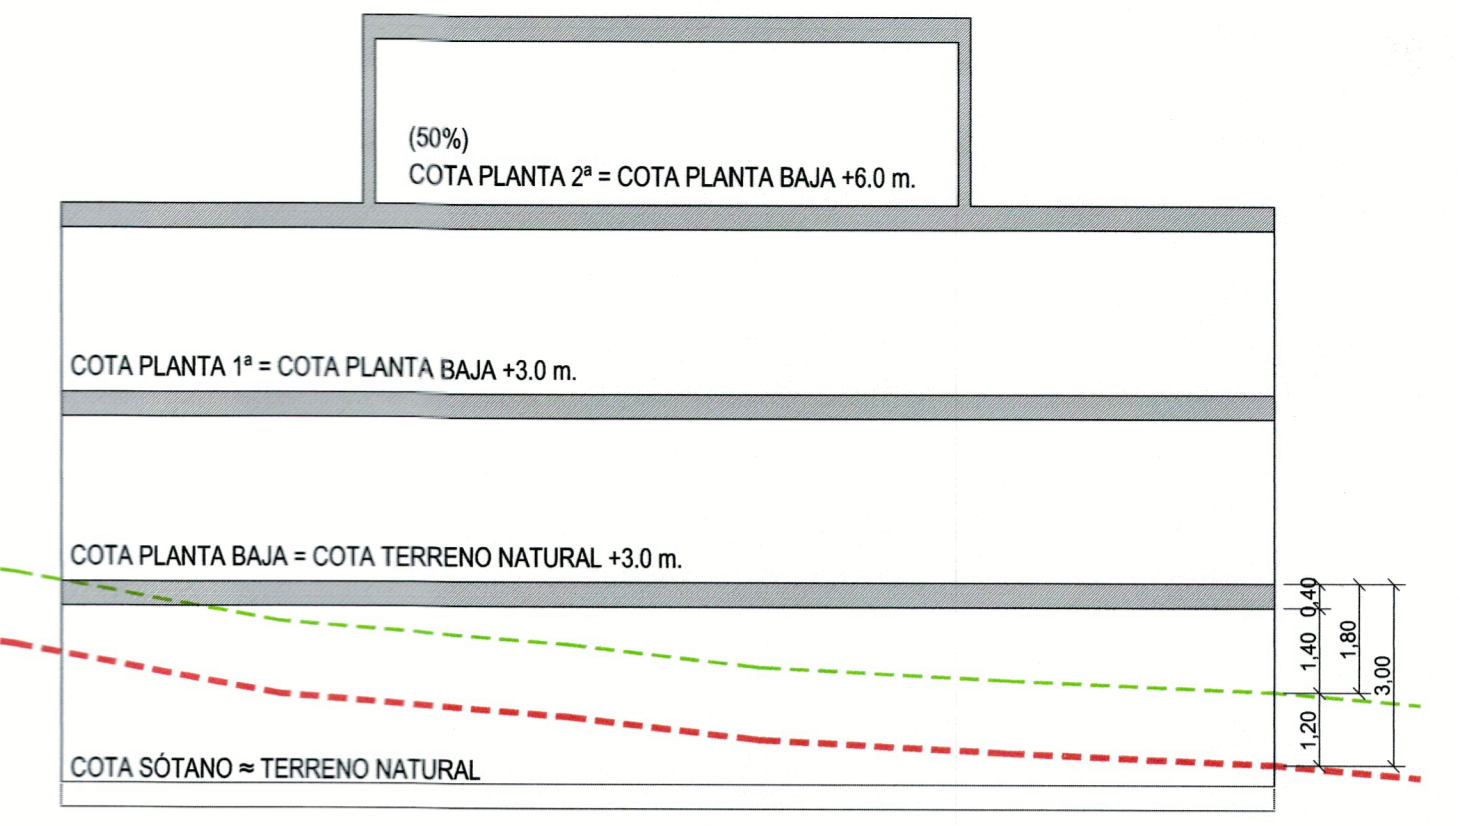 (50%)
COTA PLANTA 2ª = COTA PLANTA BAJA +6.0 m.
COTA PLANTA 1ª = COTA PLANTA BAJA +3.0 m.
COTA PLANTA BAJA = COTA TERRENO NATURAL +3.0 m.
0,40
1,40
1,80
3,00
1,20
COTA SÓTANO ≈ TERRENO NATURAL